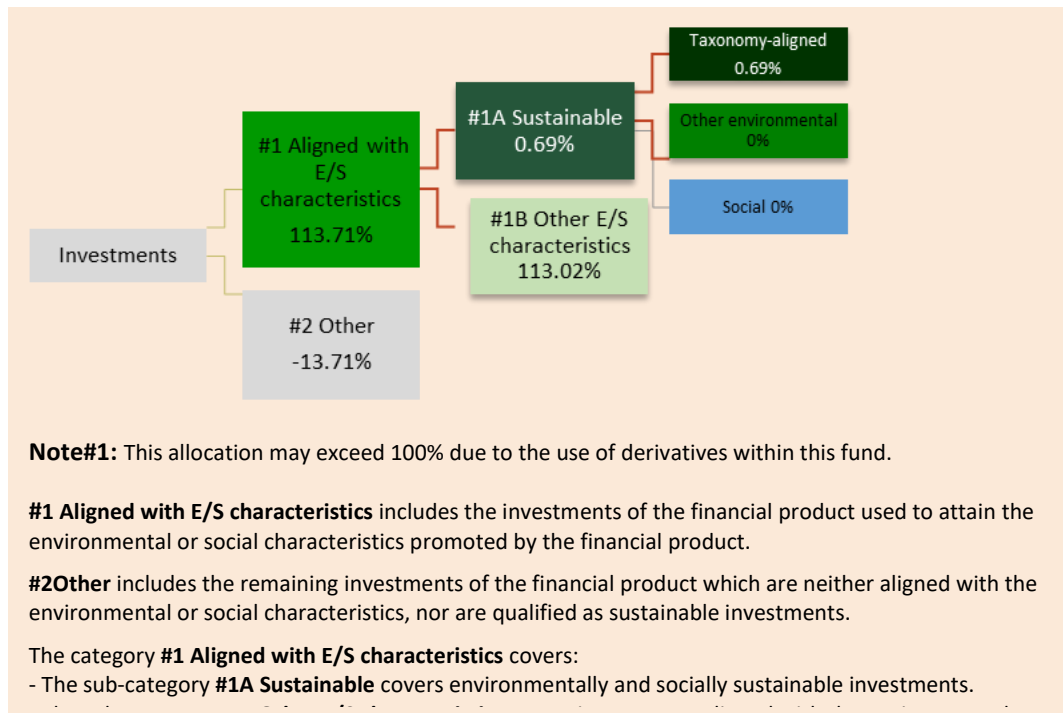 Taxonomy-aligned
0.69%
#1A Sustainable
0.69%
Other environmental
0%
#1 Aligned with
E/S
characteristics
113.71%
Social 0%
#1B Other E/S
characteristics
113.02%
Investments
#2 Other
-13.71%
Note#1: This allocation may exceed 100% due to the use of derivatives within this fund.
#1 Aligned with E/S characteristics includes the investments of the financial product used to attain the
environmental or social characteristics promoted by the financial product.
#2Other includes the remaining investments of the financial product which are neither aligned with the
environmental or social characteristics, nor are qualified as sustainable investments.
The category #1 Aligned with E/S characteristics covers:
- The sub-category #1A Sustainable covers environmentally and socially sustainable investments.